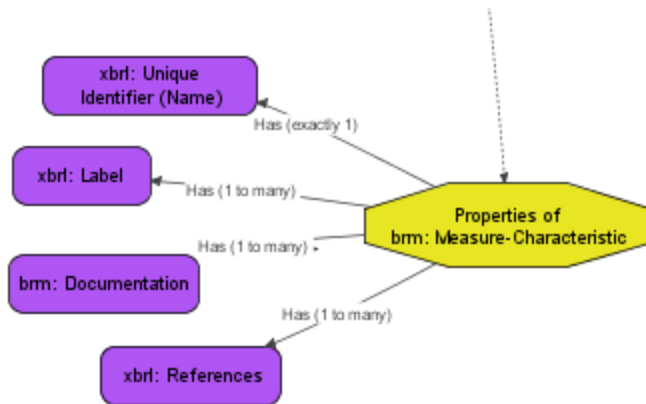 xbrl: Unique
Identifier (Name)
Has (exactly 1)
xbrl: Label
Has (1 to many)
Properties of
brm: Measure-Characteristic
Has (1 to many)
brm: Documentation
Has (1 to many)
xbrl: References